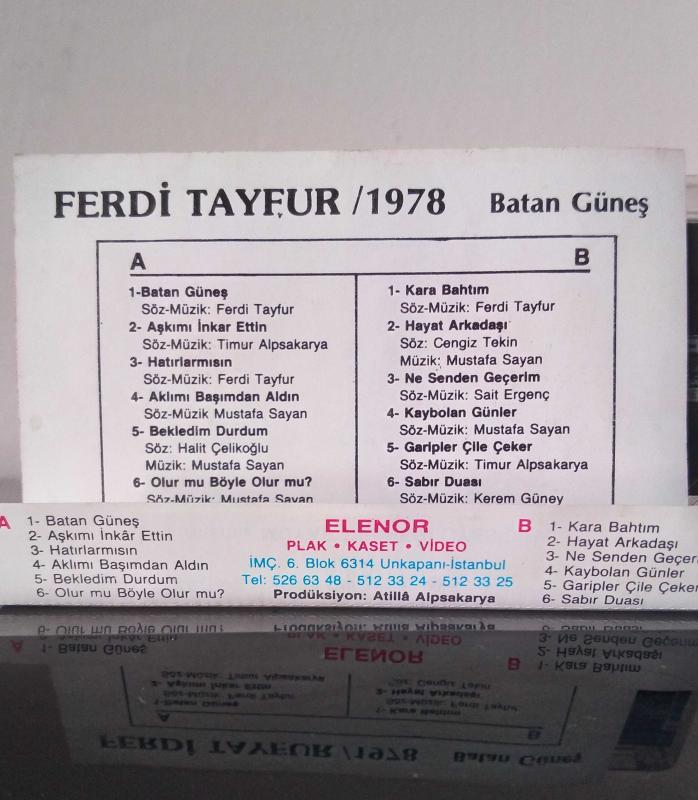 FERDİ TAYFUR /1978 Batan Güneş
A
1-Batan Güneş
Söz-Müzik: Ferdi Tayfur
2- Aşkımı İnkar Ettin
Söz-Müzik: Timur Alpsakarya
3- Hatırlarmısın
Söz-Müzik: Ferdi Tayfur
4- Aklımı Başımdan Aldın
Söz-Müzik Mustafa Sayan
5- Bekledim Durdum
Söz: Halit Çelikoğlu
Müzik: Mustafa Sayan
6- Olur mu Böyle Olur mu?
Söz-Müzik: Mustafa Sayan
B
1- Kara Bahtım
Söz-Müzik: Ferdi Tayfur
2- Hayat Arkadaşı
Söz: Cengiz Tekin
Müzik: Mustafa Sayan
3- Ne Senden Geçerim
Söz-Müzik: Sait Ergenç
4- Kaybolan Günler
Söz-Müzik: Mustafa Sayan
5- Garipler Çile Çeker
Söz-Müzik: Timur Alpsakarya
6- Sabır Duası
Söz-Müzik: Kerem Güney
A
1- Batan Güneş
2- Aşkımı İnkâr Ettin
3- Hatırlarmısın
4- Aklımı Başımdan Aldın
5- Bekledim Durdum
6- Olur mu Böyle Olur mu?
ELENOR
PLAK • KASET • VİDEO
İMÇ. 6. Blok 6314 Unkapanı-İstanbul
Tel: 526 63 48 - 512 33 24 - 512 33 25
Prodüksiyon: Atillâ Alpsakarya
B
1- Kara Bahtım
2- Hayat Arkadaşı
3- Ne Senden Geçeri
4- Kaybolan Günler
5- Garipler Çile Çeker
6- Sabır Duası